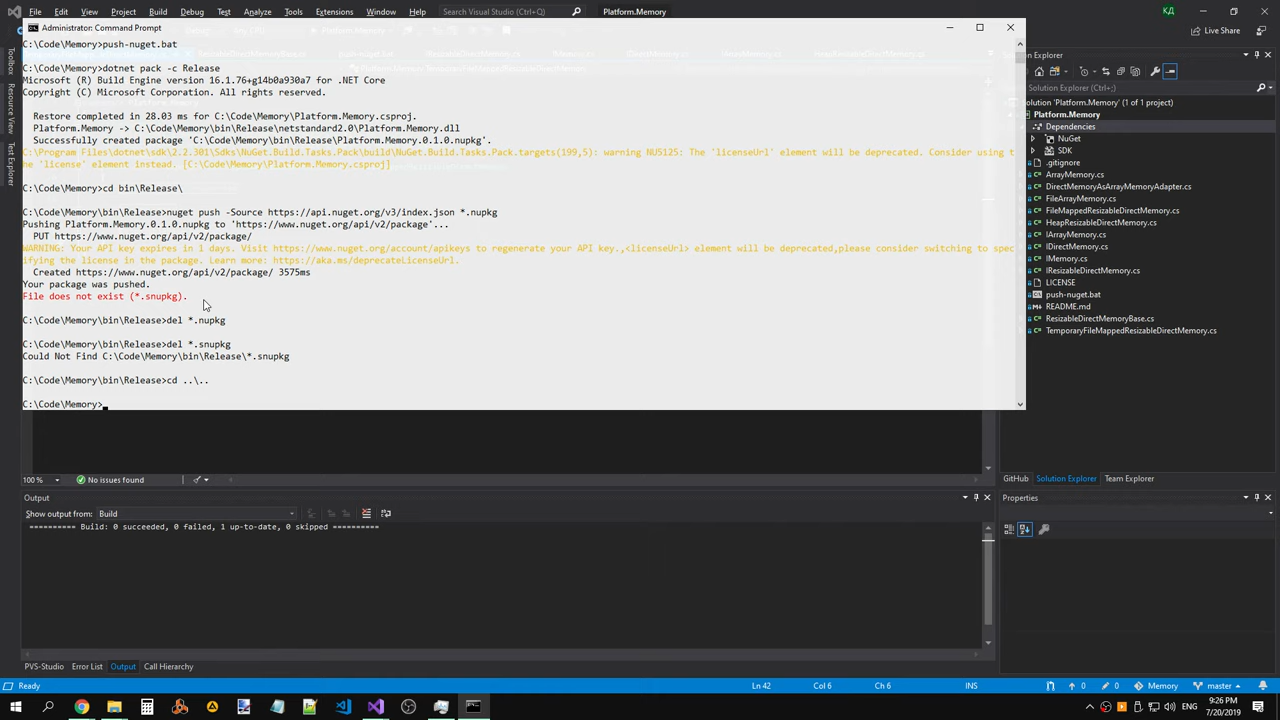 File Edit View Project Build Debug Team Analyze Tools Extensions Window Help Search Visual Studio (Ctrl+Q) Platform.Memory KA
Administrator: Command Prompt
Live Share
C:\Code\Memory>push-nuget.bat
C:\Code\Memory>dotnet pack -c Release
Microsoft (R) Build Engine version 16.1.76+g14b0a930a7 for .NET Core
Copyright (C) Microsoft Corporation. All rights reserved.
Restore completed in 28.03 ms for C:\Code\Memory\Platform.Memory.csproj.
Platform.Memory -> C:\Code\Memory\bin\Release\netstandard2.0\Platform.Memory.dll
Successfully created package 'C:\Code\Memory\bin\Release\Platform.Memory.0.1.0.nupkg'.
C:\Program Files\dotnet\sdk\2.2.301\Sdks\NuGet.Build.Tasks.Pack\build\NuGet.Build.Tasks.Pack.targets(199,5): warning NU5125: The 'licenseUrl' element will be deprecated. Consider using t
he 'license' element instead. [C:\Code\Memory\Platform.Memory.csproj]
C:\Code\Memory>cd bin\Release\
C:\Code\Memory\bin\Release>nuget push -Source https://api.nuget.org/v3/index.json *.nupkg
Pushing Platform.Memory.0.1.0.nupkg to 'https://www.nuget.org/api/v2/package'...
PUT https://www.nuget.org/api/v2/package/
WARNING: Your API key expires in 1 days. Visit https://www.nuget.org/account/apikeys to regenerate your API key.,<licenseUrl> element will be deprecated,please consider switching to spec
ifying the license in the package. Learn more: https://aka.ms/deprecateLicenseUrl.
Created https://www.nuget.org/api/v2/package/ 3575ms
Your package was pushed.
File does not exist (*.snupkg).
C:\Code\Memory\bin\Release>del *.nupkg
C:\Code\Memory\bin\Release>del *.snupkg
Could Not Find C:\Code\Memory\bin\Release\*.snupkg
C:\Code\Memory\bin\Release>cd ..\..
C:\Code\Memory>
Toolbox
Resource View
Test Explorer
Solution Explorer
Search Solution Explorer (Ctrl+;)
Solution 'Platform.Memory' (1 of 1 project)
Platform.Memory
Dependencies
NuGet
SDK
.gitignore
ArrayMemory.cs
DirectMemoryAsArrayMemoryAdapter.cs
FileArrayMemory.cs
FileMappedResizableDirectMemory.cs
HeapResizableDirectMemory.cs
IArrayMemory.cs
IDirectMemory.cs
IMemory.cs
IResizableDirectMemory.cs
LICENSE
push-nuget.bat
README.md
ResizableDirectMemoryBase.cs
TemporaryFileMappedResizableDirectMemory.cs
GitHub Solution Explorer Team Explorer
Properties
100 % No issues found
Output
Show output from: Build
========== Build: 0 succeeded, 0 failed, 1 up-to-date, 0 skipped ==========
PVS-Studio Error List Output Call Hierarchy
Ready Ln 42 Col 6 Ch 6 INS 0 0 Memory master
ENG 9:26 PM
7/20/2019